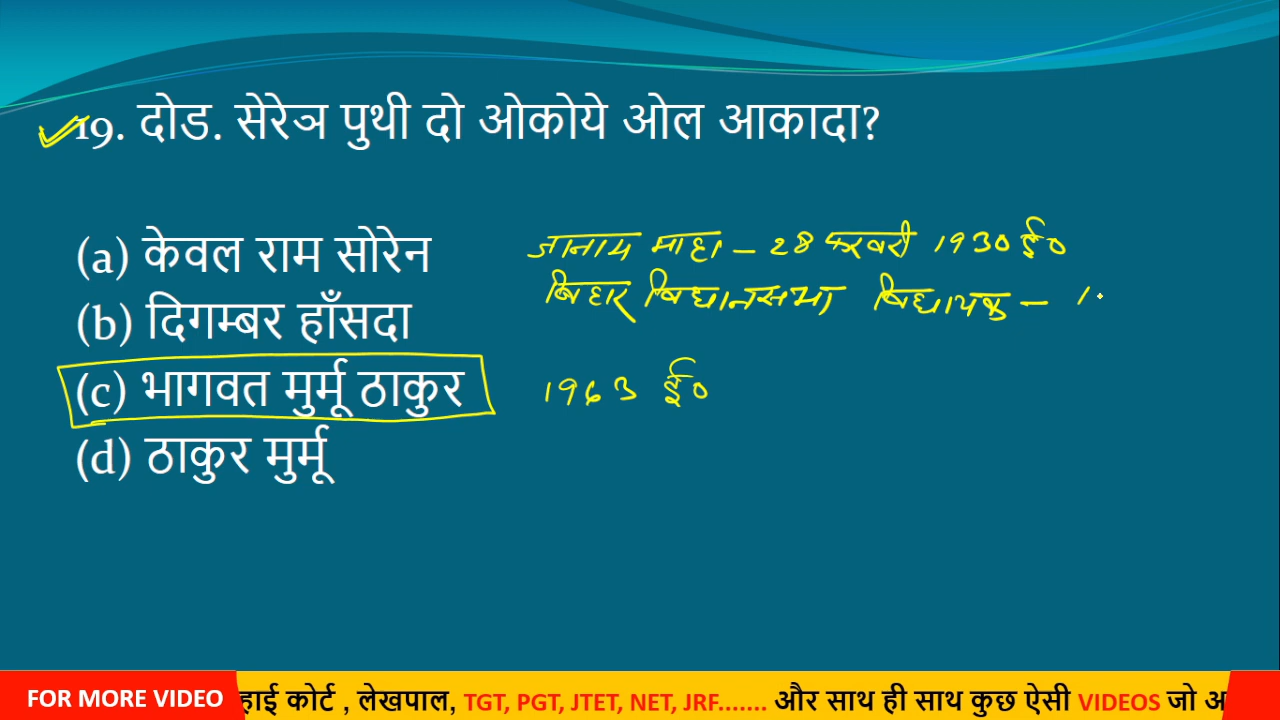 19. दोड. सेरेञ पुथी दो ओकोये ओल आकादा?
(a) केवल राम सोरेन
(b) दिगम्बर हाँसदा
(c) भागवत मुर्मू ठाकुर
(d) ठाकुर मुर्मू
जानाम माहा – 28 फरवरी 1930 ई०
बिहार विधानसभा विधायक –
1963 ई०
FOR MORE VIDEO हाई कोर्ट , लेखपाल, TGT, PGT, JTET, NET, JRF....... और साथ ही साथ कुछ ऐसी VIDEOS जो अ